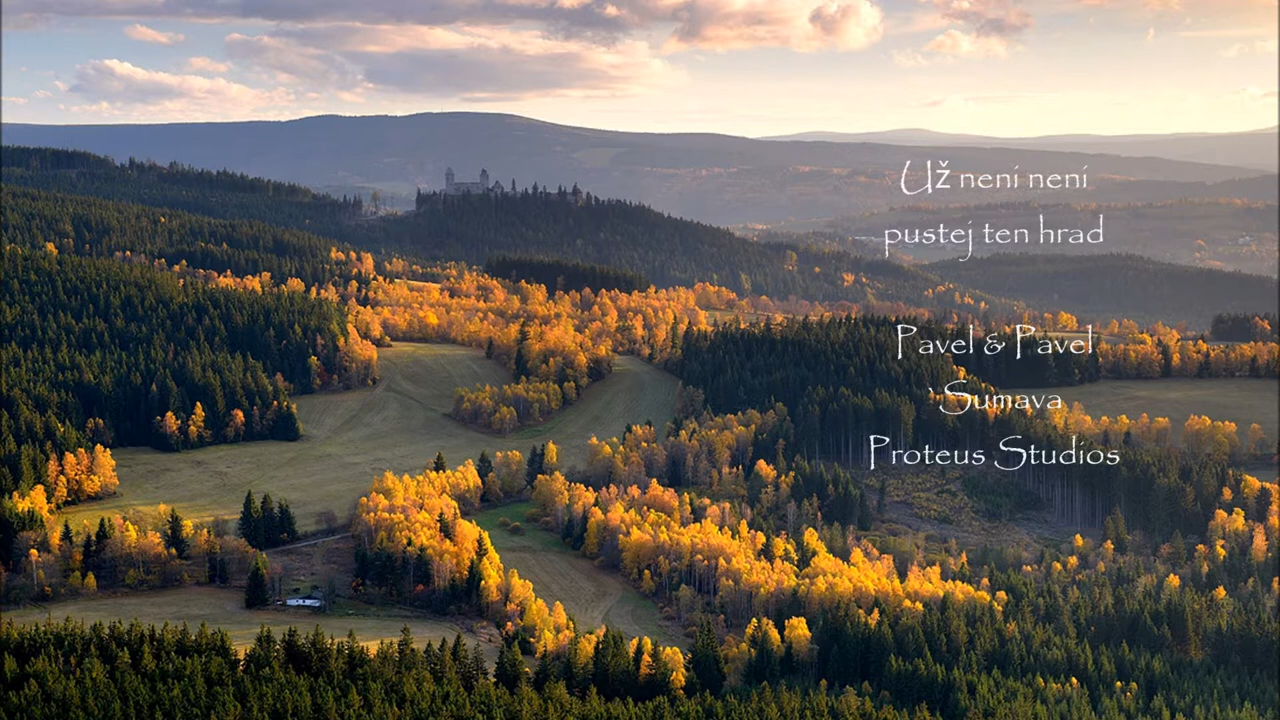 Už neni neni
pustej ten hrad
Pavel & Pavel
`Sumava
Proteus Studios